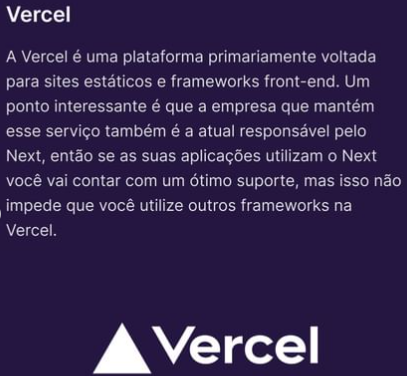 Vercel
A Vercel é uma plataforma primariamente voltada
para sites estáticos e frameworks front-end. Um
ponto interessante é que a empresa que mantém
esse serviço também é a atual responsável pelo
Next, então se as suas aplicações utilizam o Next
você vai contar com um ótimo suporte, mas isso não
impede que você utilize outros frameworks na
Vercel.
Vercel